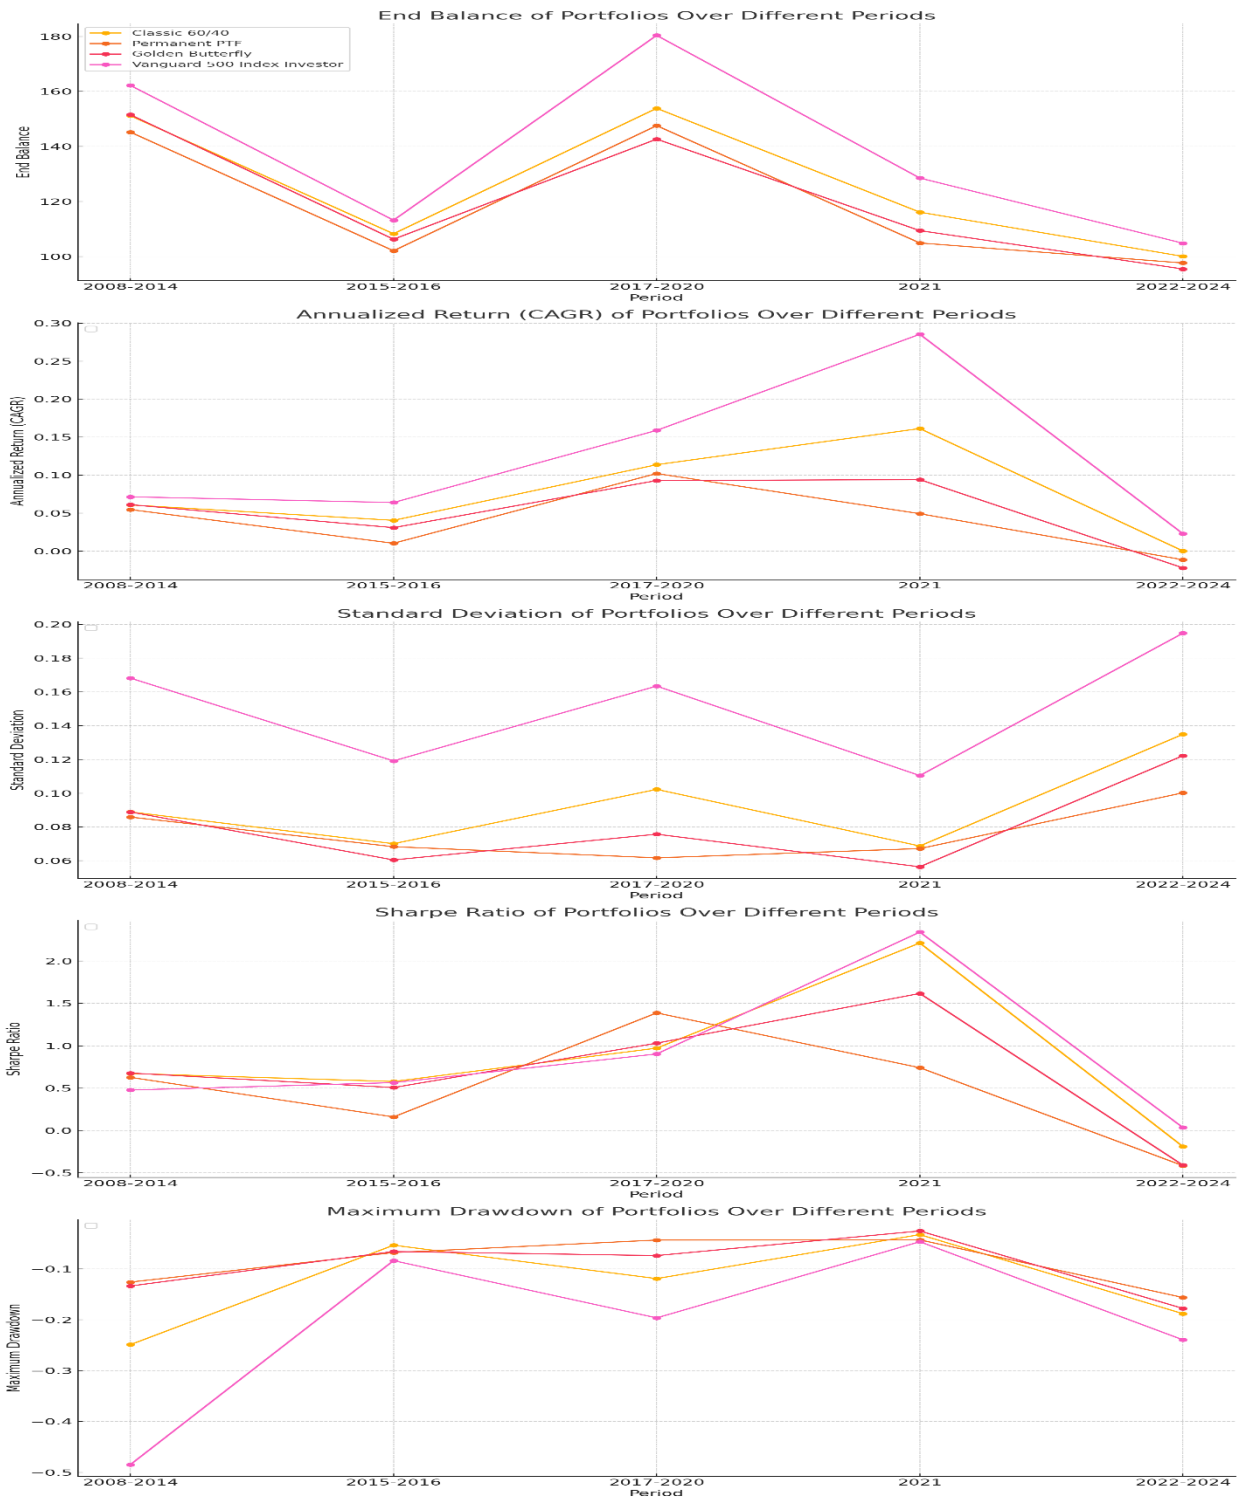 End Balance of Portfolios Over Different Periods
Classic 60/40
Permanent PTF
Golden Butterfly
Vanguard 500 Index Investor
End Balance
180
160
140
120
100
2008-2014 2015-2016 2017-2020 2021 2022-2024
Period
Annualized Return (CAGR) of Portfolios Over Different Periods
Annualized Return (CAGR)
0.30
0.25
0.20
0.15
0.10
0.05
0.00
2008-2014 2015-2016 2017-2020 2021 2022-2024
Period
Standard Deviation of Portfolios Over Different Periods
Standard Deviation
0.20
0.18
0.16
0.14
0.12
0.10
0.08
0.06
2008-2014 2015-2016 2017-2020 2021 2022-2024
Period
Sharpe Ratio of Portfolios Over Different Periods
Sharpe Ratio
2.0
1.5
1.0
0.5
0.0
−0.5
2008-2014 2015-2016 2017-2020 2021 2022-2024
Period
Maximum Drawdown of Portfolios Over Different Periods
Maximum Drawdown
−0.1
−0.2
−0.3
−0.4
−0.5
2008-2014 2015-2016 2017-2020 2021 2022-2024
Period